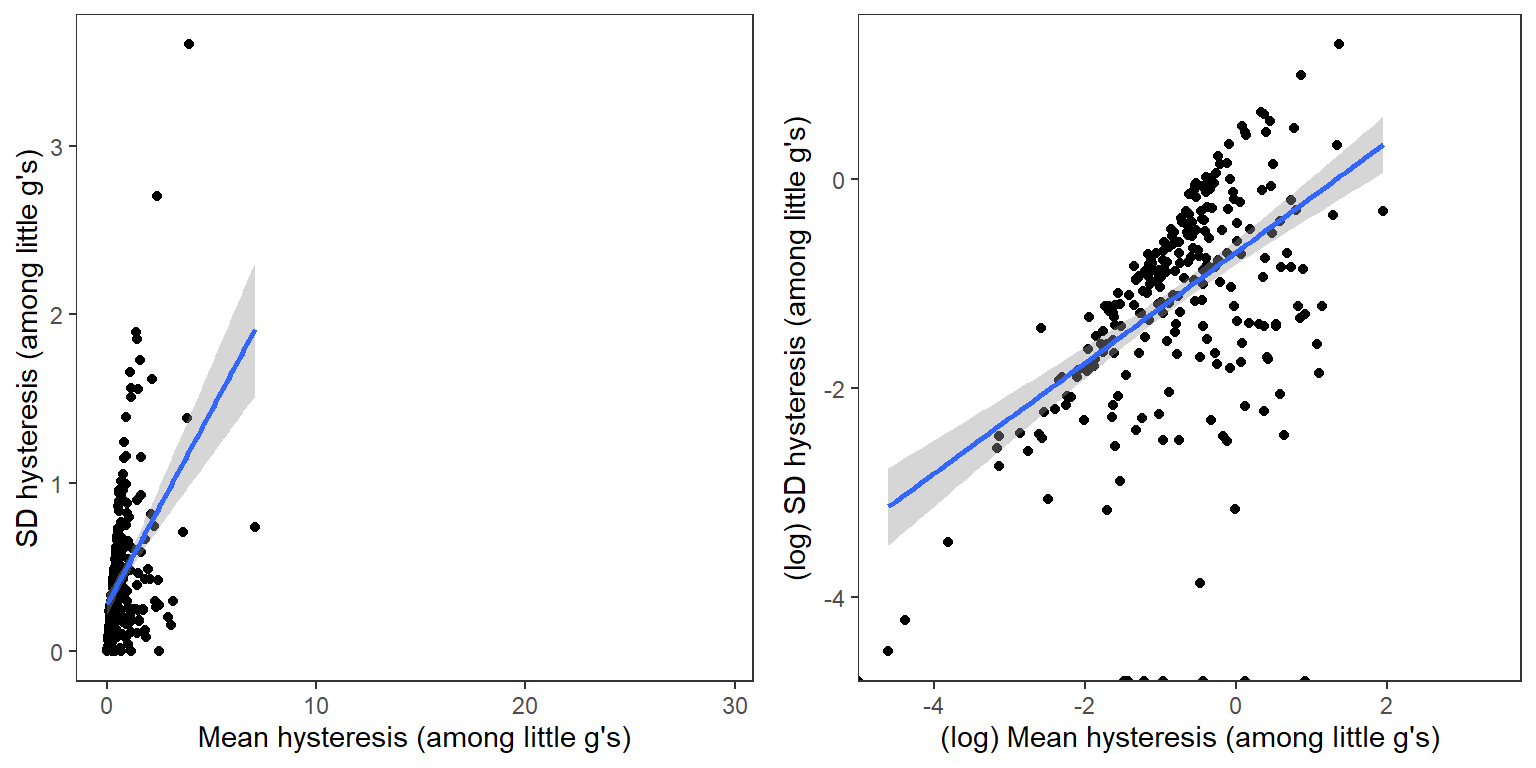 SD hysteresis (among little g's)
3
2
1
0
0 10 20 30
Mean hysteresis (among little g's)
(log) SD hysteresis (among little g's)
0
-2
-4
-4 -2 0 2
(log) Mean hysteresis (among little g's)